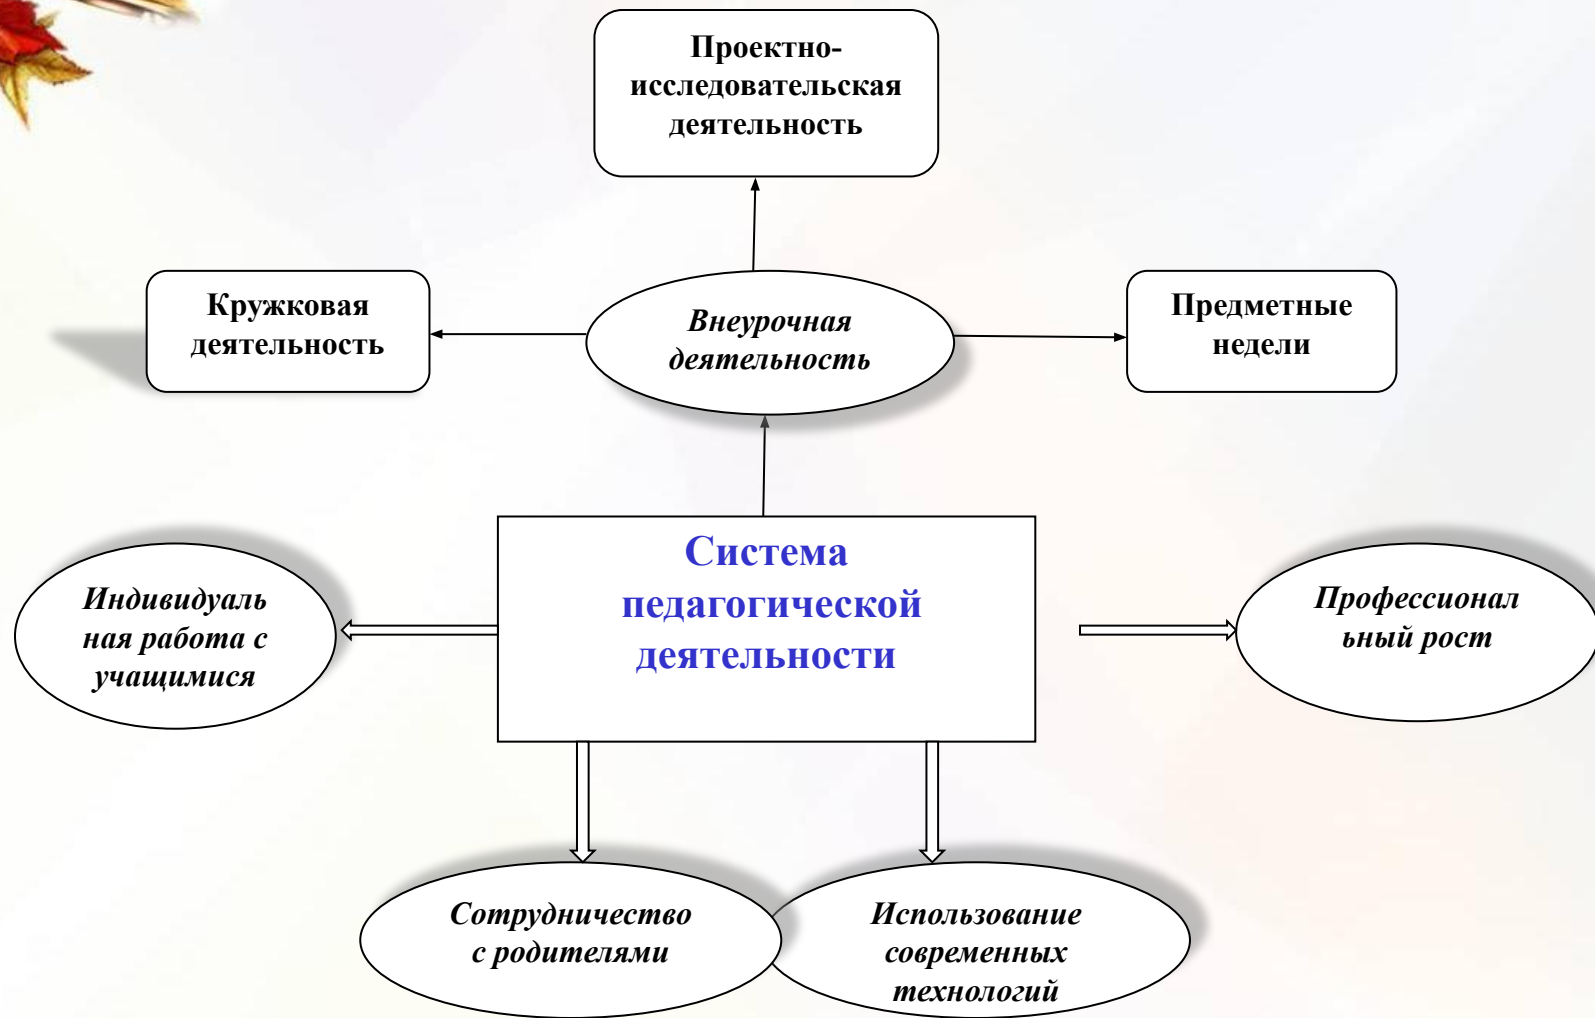 Проектно-
исследовательская
деятельность
Кружковая
деятельность
Внеурочная
деятельность
Предметные
недели
Система
педагогической
деятельности
Индивидуаль
ная работа с
учащимися
Профессионал
ьный рост
Сотрудничество
с родителями
Использование
современных
технологий